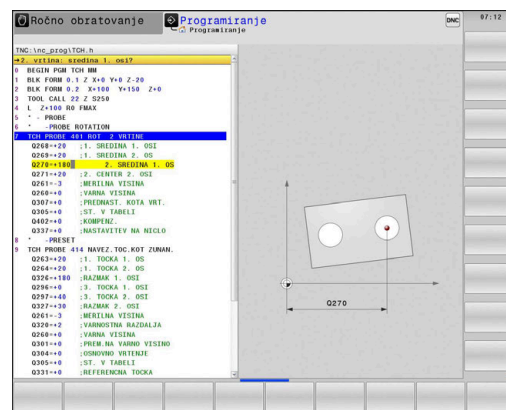 Ročno obratovanje
Programiranje
Programiranje
DNC
07:12
TNC:\nc_prog\TCH.h
→2. vrtina: sredina 1. osi?
0 BEGIN PGM TCH MM
1 BLK FORM 0.1 Z X+0 Y+0 Z-20
2 BLK FORM 0.2 X+100 Y+150 Z+0
3 TOOL CALL 22 Z S250
4 L Z+100 R0 FMAX
5 * - PROBE
6 * -PROBE ROTATION
7 TCH PROBE 401 ROT 2 VRTINE
Q268=+20 ;1. SREDINA 1. OSI
Q269=+20 ;1. SREDINA 2. OS
Q270=+180 2. SREDINA 1. OS
Q271=+20 ;2. CENTER 2. OSI
Q261=-3 ;MERILNA VISINA
Q260=+0 ;VARNA VISINA
Q307=+0 ;PREDNAST. KOTA VRT.
Q305=+0 ;ST. V TABELI
Q402=+0 ;KOMPENZ.
Q337=+0 ;NASTAVITEV NA NICLO
8 * -PRESET
9 TCH PROBE 414 NAVEZ.TOC.KOT ZUNAN.
Q263=+20 ;1. TOCKA 1. OS
Q264=+20 ;1. TOCKA 2. OS
Q326=+180 ;RAZMAK 1. OSI
Q296=+0 ;3. TOCKA 1. OSI
Q297=+40 ;3. TOCKA 2. OSI
Q327=+30 ;RAZMAK 2. OSI
Q261=-3 ;MERILNA VISINA
Q320=+2 ;VARNOSTNA RAZDALJA
Q260=+0 ;VARNA VISINA
Q301=+0 ;PREM.NA VARNO VISINO
Q304=+0 ;OSNOVNO VRTENJE
Q305=+0 ;ST. V TABELI
Q331=+0 ;REFERENCNA TOCKA
Q270